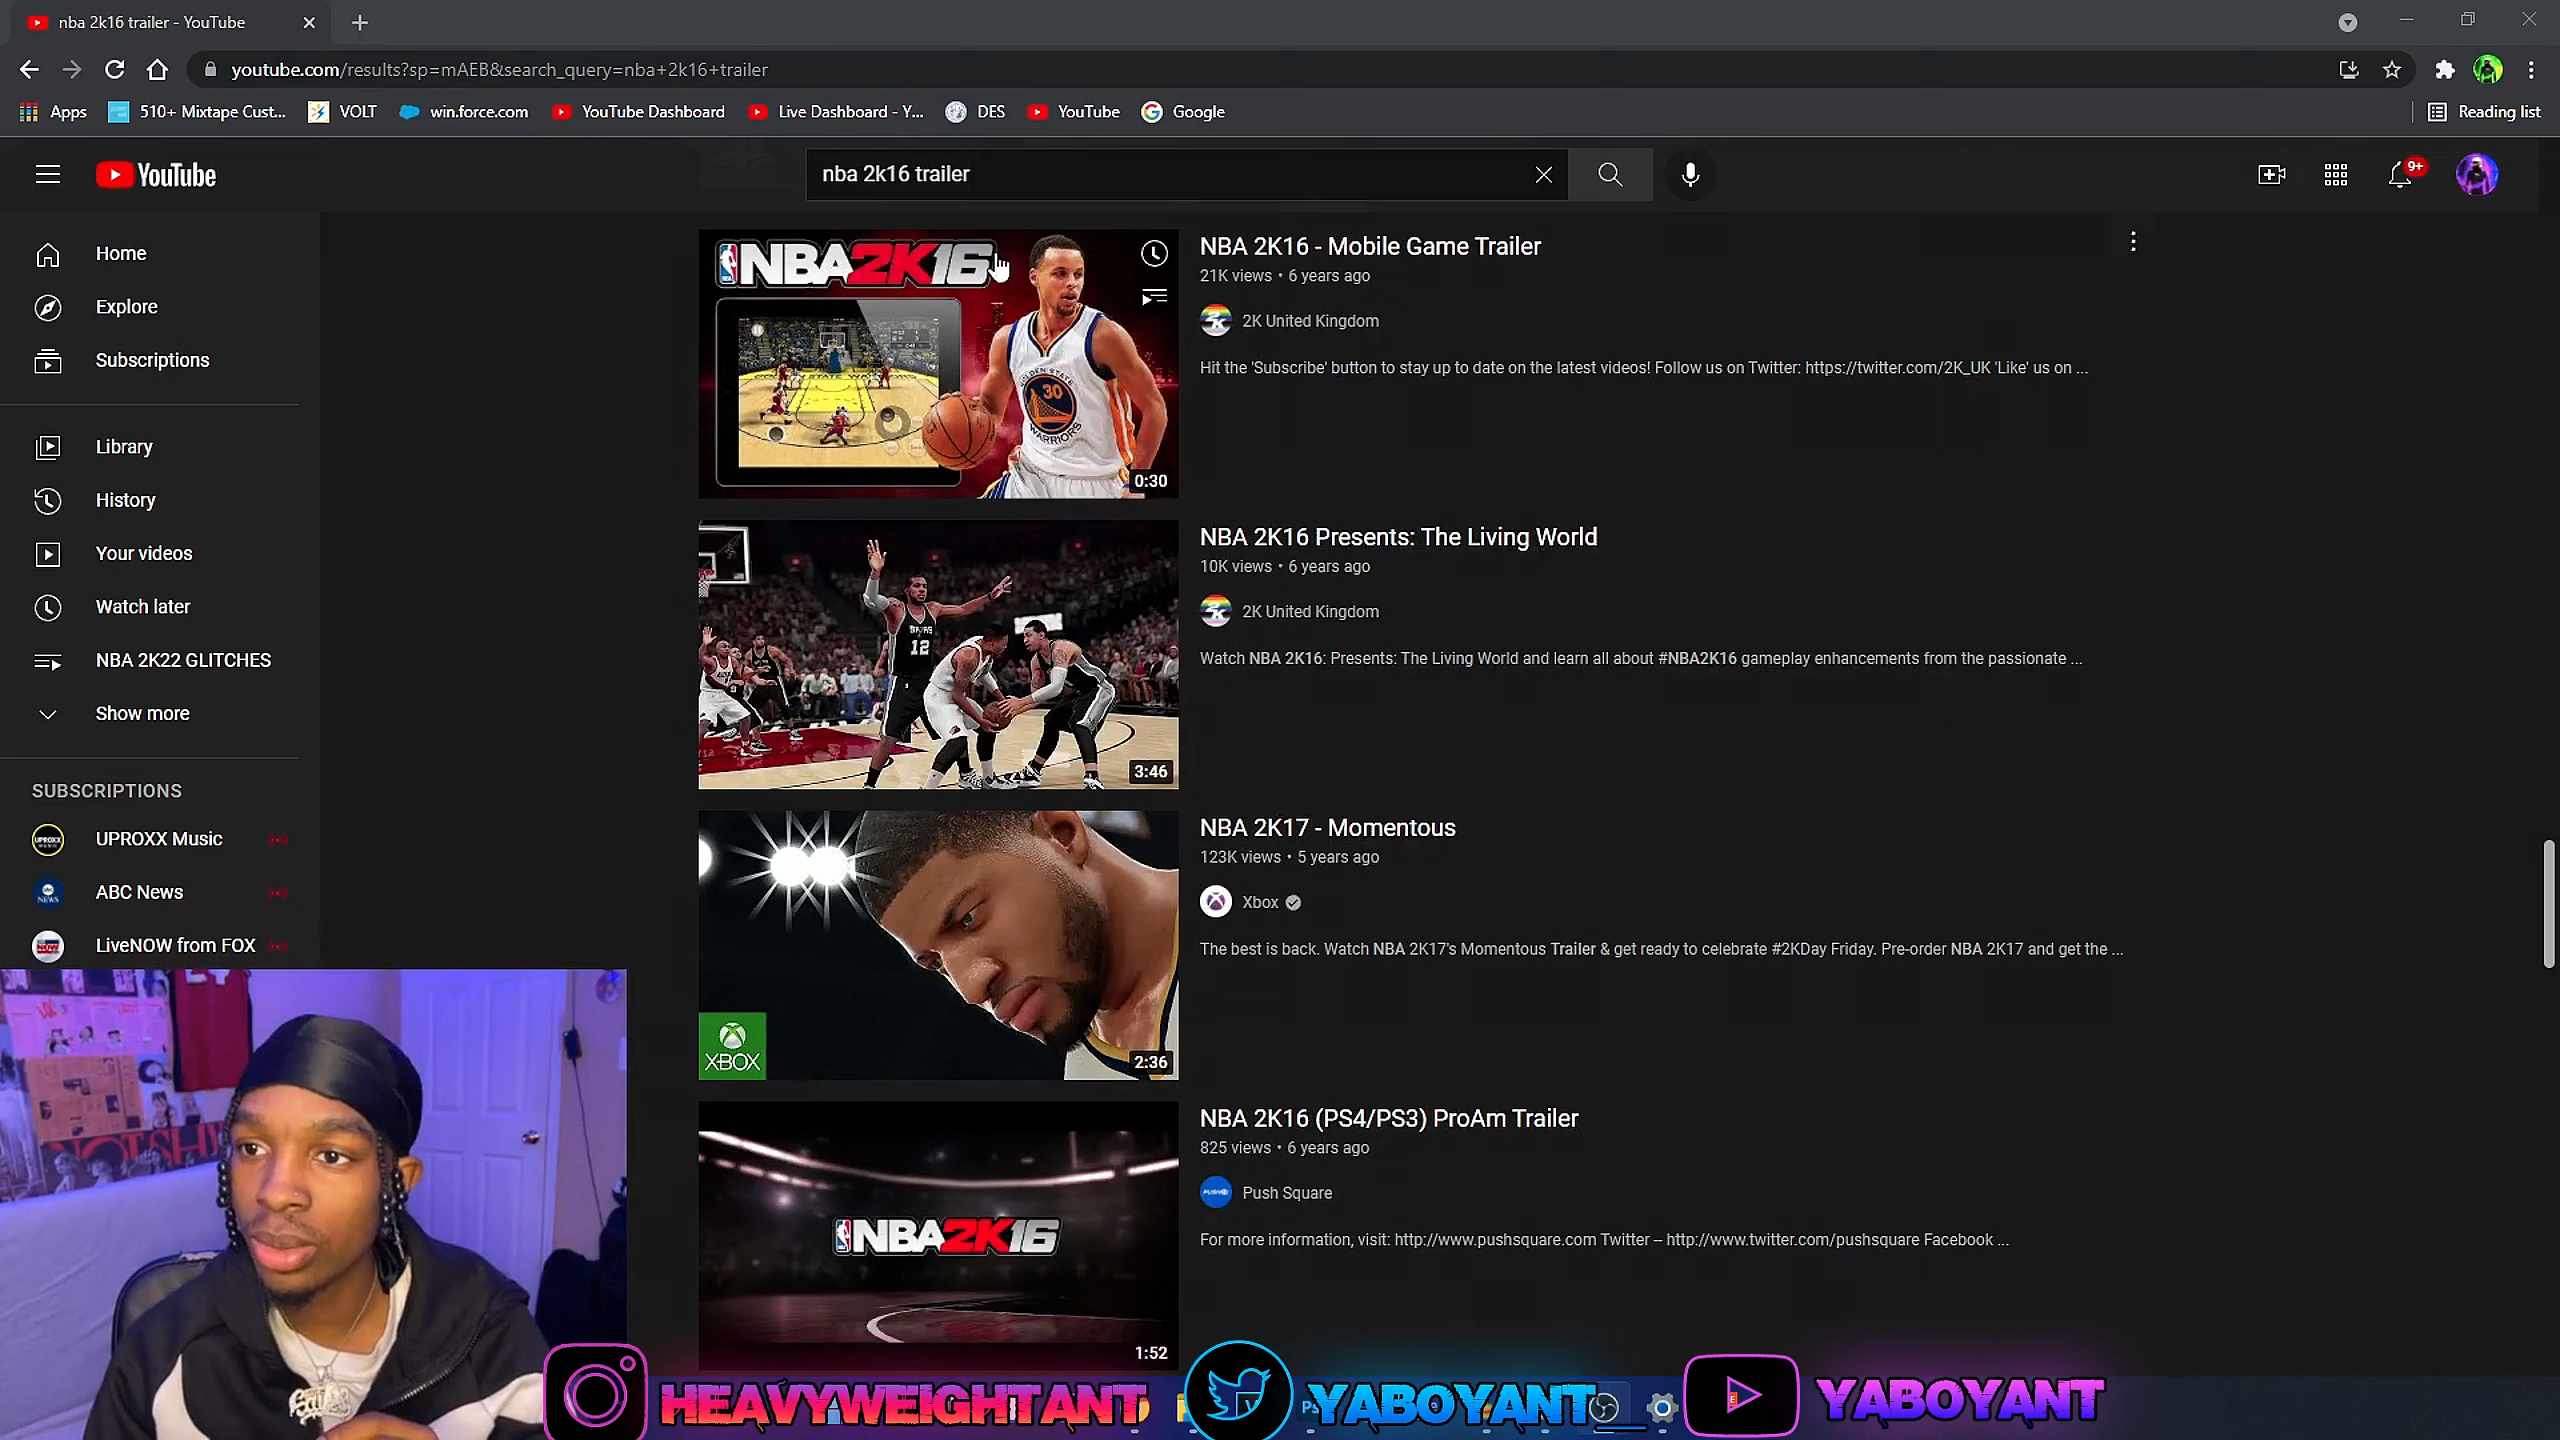 nba 2k16 trailer - YouTube
youtube.com/results?sp=mAEB&search_query=nba+2k16+trailer
Apps
510+ Mixtape Cust...
VOLT
win.force.com
YouTube Dashboard
Live Dashboard - Y...
DES
YouTube
Google
Reading list
YouTube
nba 2k16 trailer
9+
Home
Explore
Subscriptions
Library
History
Your videos
Watch later
NBA 2K22 GLITCHES
Show more
SUBSCRIPTIONS
UPROXX Music
ABC News
LiveNOW from FOX
NBA2K16
GOLDEN STATE
30
WARRIORS
0:30
NBA 2K16 - Mobile Game Trailer
21K views • 6 years ago
2K United Kingdom
Hit the 'Subscribe' button to stay up to date on the latest videos! Follow us on Twitter: https://twitter.com/2K_UK 'Like' us on ...
SPURS
12
3:46
NBA 2K16 Presents: The Living World
10K views • 6 years ago
2K United Kingdom
Watch NBA 2K16: Presents: The Living World and learn all about #NBA2K16 gameplay enhancements from the passionate ...
XBOX
2:36
NBA 2K17 - Momentous
123K views • 5 years ago
Xbox
The best is back. Watch NBA 2K17's Momentous Trailer & get ready to celebrate #2KDay Friday. Pre-order NBA 2K17 and get the ...
NBA2K16
1:52
NBA 2K16 (PS4/PS3) ProAm Trailer
825 views • 6 years ago
Push Square
For more information, visit: http://www.pushsquare.com Twitter – http://www.twitter.com/pushsquare Facebook ...
HEAVYWEIGHTANT
YABOYANT__
YABOYANT